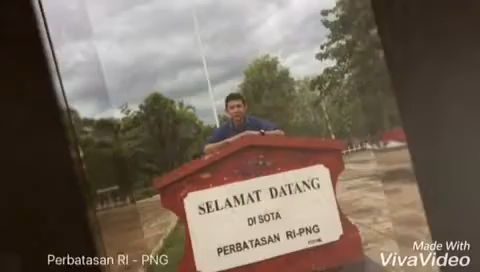 SELAMAT DATANG
DI SOTA
PERBATASAN RI-PNG
Perbatasan RI - PNG
Made With
VivaVideo